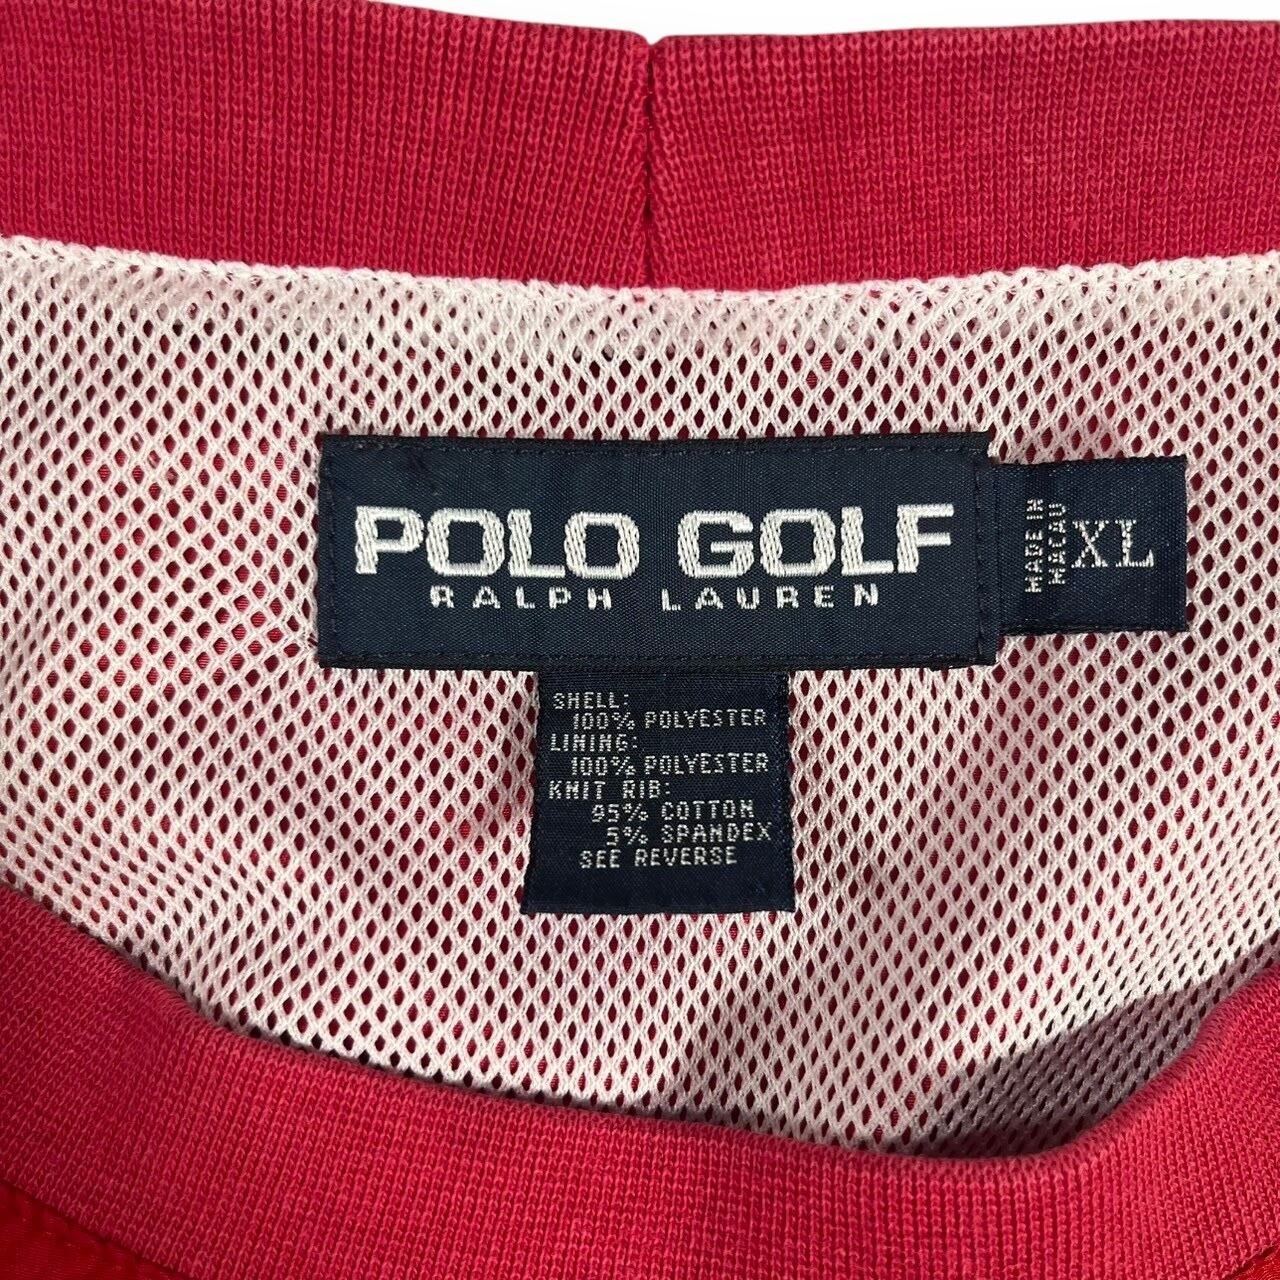 POLO GOLF
RALPH LAUREN
MADE IN
MACAU
XL
SHELL:
100% POLYESTER
LINING:
100% POLYESTER
KNIT RIB:
95% COTTON
5% SPANDEX
SEE REVERSE